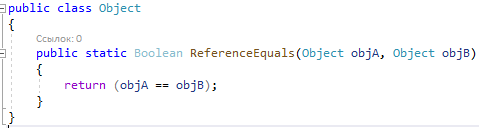 public class Object
{
Ссылок: 0
public static Boolean ReferenceEquals(Object objA, Object objB)
{
return (objA == objB);
}
}